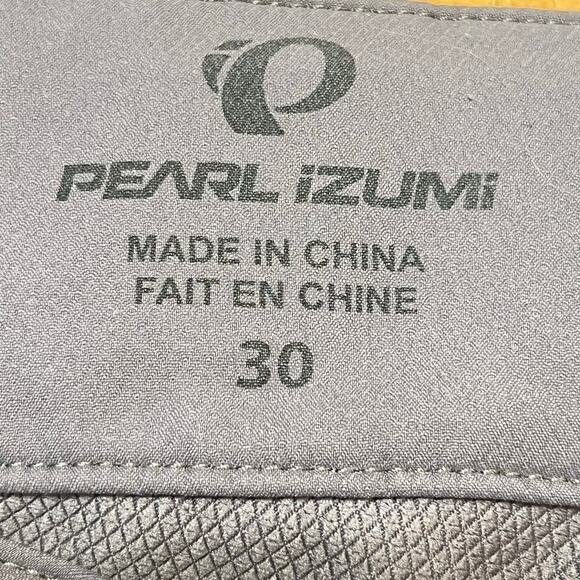 PEARL iZUMi
MADE IN CHINA
FAIT EN CHINE
30